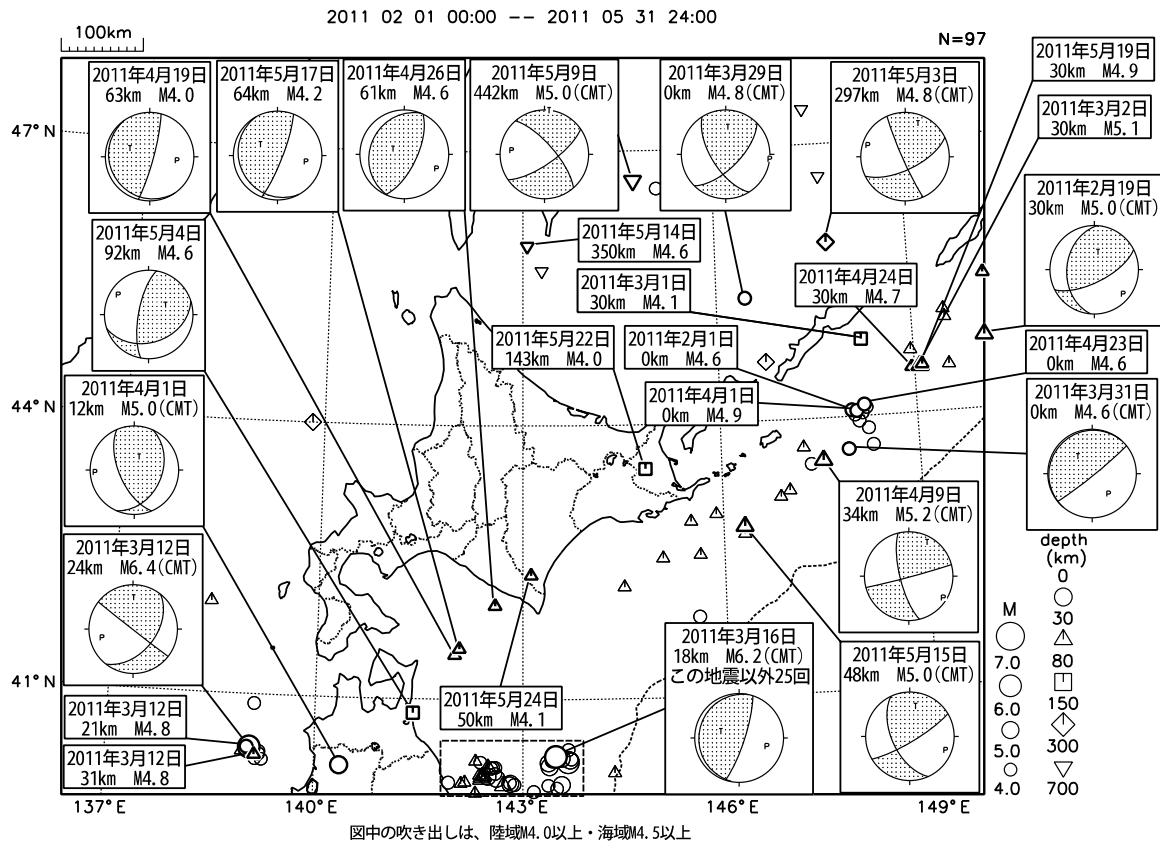 2011 02 01 00:00 -- 2011 05 31 24:00
100km
N=97
2011年4月19日
63km M4.0
2011年5月17日
64km M4.2
2011年4月26日
61km M4.6
2011年5月9日
442km M5.0(CMT)
2011年3月29日
0km M4.8(CMT)
2011年5月3日
297km M4.8(CMT)
2011年5月19日
30km M4.9
2011年3月2日
30km M5.1
47°N
2011年2月19日
30km M5.0(CMT)
2011年5月4日
92km M4.6
2011年5月14日
350km M4.6
2011年3月1日
30km M4.1
2011年4月24日
30km M4.7
2011年5月22日
143km M4.0
2011年2月1日
0km M4.6
2011年4月23日
0km M4.6
2011年4月1日
12km M5.0(CMT)
2011年4月1日
0km M4.9
2011年3月31日
0km M4.6(CMT)
44°N
2011年4月9日
34km M5.2(CMT)
2011年3月12日
24km M6.4(CMT)
2011年3月16日
18km M6.2(CMT)
この地震以外25回
2011年5月15日
48km M5.0(CMT)
41°N
2011年5月24日
50km M4.1
2011年3月12日
21km M4.8
2011年3月12日
31km M4.8
depth
(km)
0
30
80
150
300
700
M
7.0
6.0
5.0
4.0
137°E
140°E
143°E
146°E
149°E
図中の吹き出しは、陸域M4.0以上・海域M4.5以上
T
P
T
P
T
P
T
P
T
P
T
P
T
P
T
P
T
P
T
P
T
P
T
P
T
P
T
P